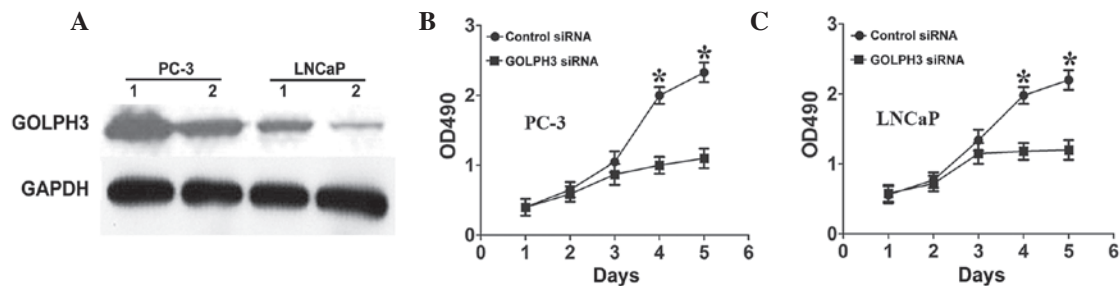 A
PC-3
LNCaP
1 2 1 2
GOLPH3
GAPDH
B
Control siRNA
GOLPH3 siRNA
* *
PC-3
OD490
3
2
1
0
0 1 2 3 4 5 6
Days
C
Control siRNA
GOLPH3 siRNA
* *
LNCaP
OD490
3
2
1
0
0 1 2 3 4 5 6
Days